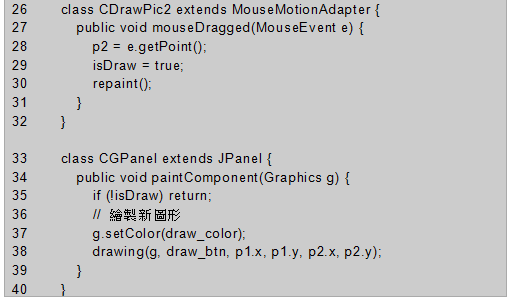 26 class CDrawPic2 extends MouseMotionAdapter {
27 public void mouseDragged(MouseEvent e) {
28 p2 = e.getPoint();
29 isDraw = true;
30 repaint();
31 }
32 }
33 class CGPanel extends JPanel {
34 public void paintComponent(Graphics g) {
35 if (!isDraw) return;
36 // 繪製新圖形
37 g.setColor(draw_color);
38 drawing(g, draw_btn, p1.x, p1.y, p2.x, p2.y);
39 }
40 }